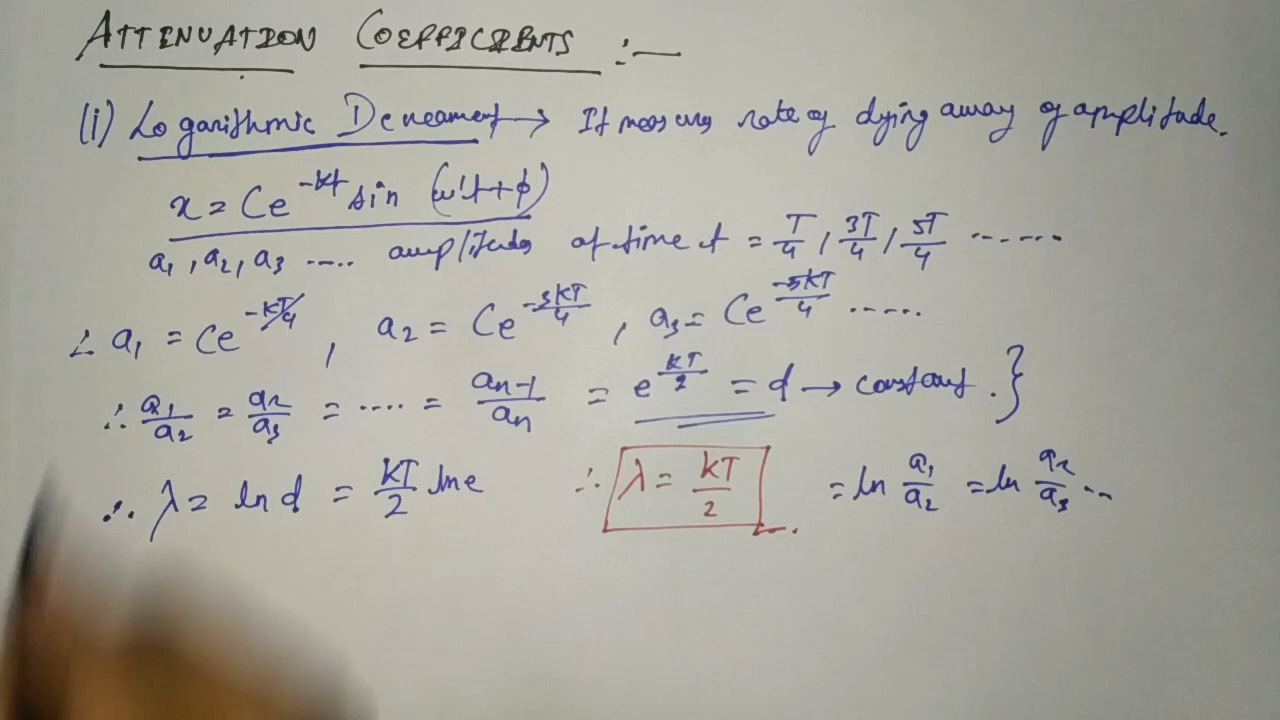 ATTENUATION COEFFICIENTS :—
(i) Logarithmic Decreament → It measures rate of dying away of amplitude.
x = Ce^{-kt} sin (ω't+φ)
a₁, a₂, a₃ .... amplitudes at time t = T/4, 3T/4, 5T/4 .......
∴ a₁ = Ce^{-kT/4}, a₂ = Ce^{-3kT/4}, a₃ = Ce^{-5kT/4} .....
∴ a₁/a₂ = a₂/a₃ = .... = a_{n-1}/a_n = e^{kT/2} = d → constant. }
∴ λ = ln d = kT/2 ln e ∴ λ = kT/2 = ln a₁/a₂ = ln a₂/a₃ ...